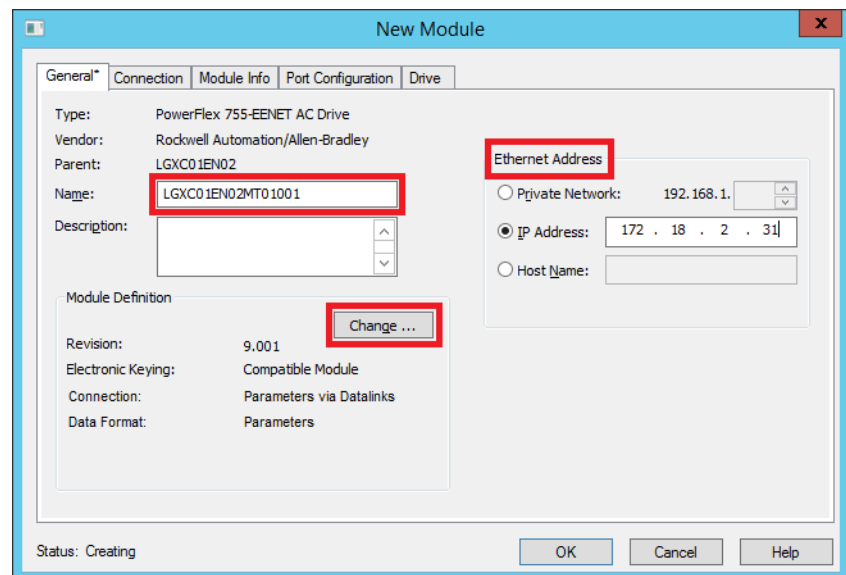 New Module
x
General* Connection Module Info Port Configuration Drive
Type: PowerFlex 755-EENET AC Drive
Vendor: Rockwell Automation/Allen-Bradley
Parent: LGXC01EN02
Name: LGXC01EN02MT01001
Description:
Ethernet Address
Private Network: 192.168.1.
IP Address: 172 . 18 . 2 . 31
Host Name:
Module Definition
Change ...
Revision: 9.001
Electronic Keying: Compatible Module
Connection: Parameters via Datalinks
Data Format: Parameters
Status: Creating
OK Cancel Help